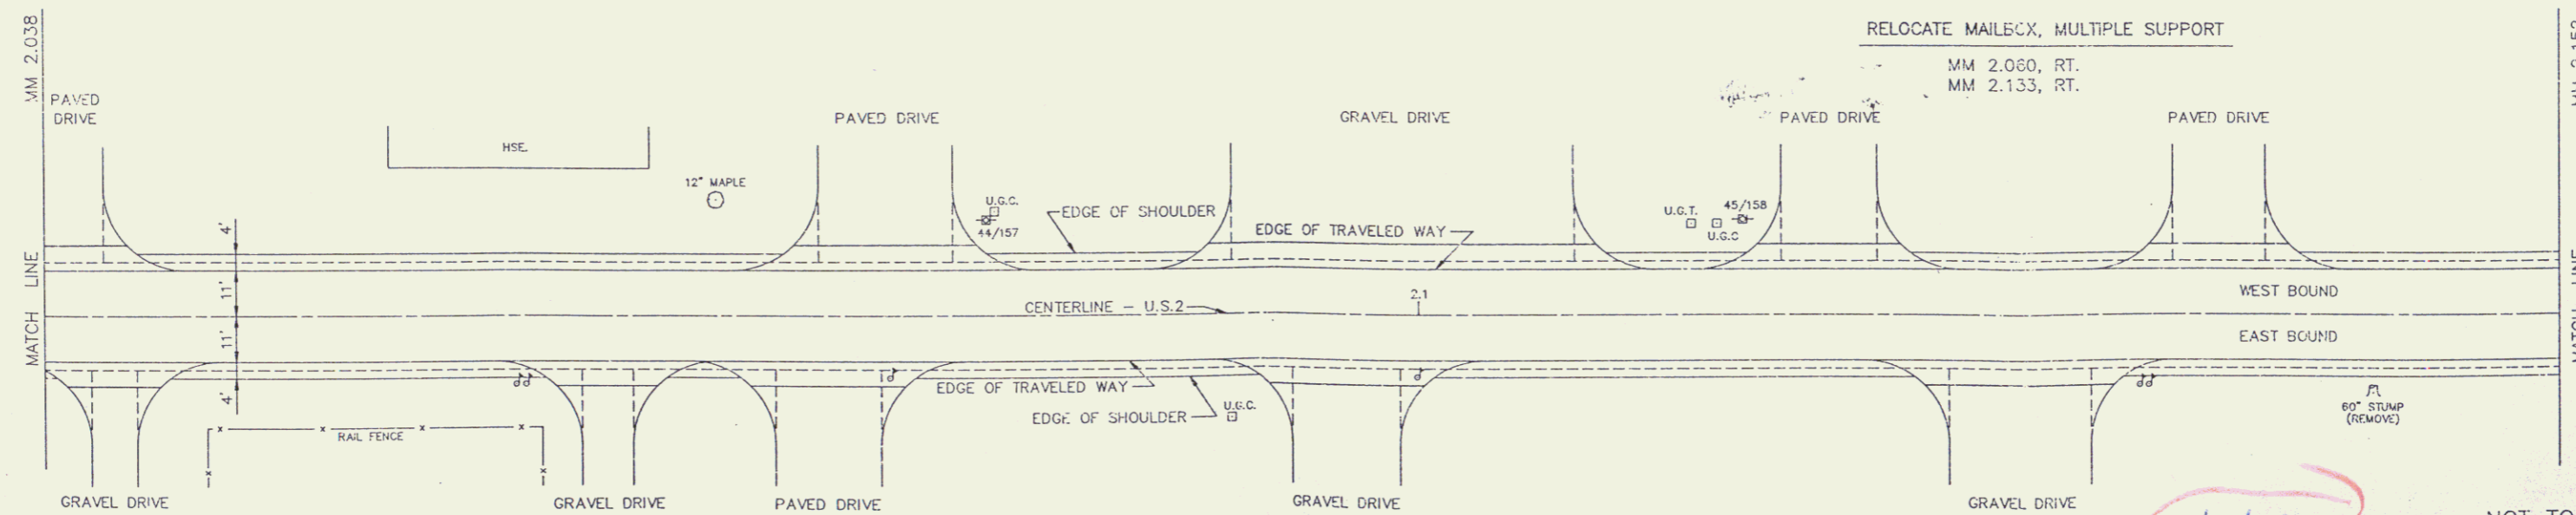 MM 2.038
MATCH LINE
RELOCATE MAILBOX, MULTIPLE SUPPORT
MM 2.060, RT.
MM 2.133, RT.
PAVED
DRIVE
PAVED DRIVE
GRAVEL DRIVE
PAVED DRIVE
PAVED DRIVE
HSE.
12" MAPLE
U.G.C.
44/157
EDGE OF SHOULDER
EDGE OF TRAVELED WAY
U.G.T.
U.G.C
45/158
4'
11'
11'
4'
CENTERLINE - U.S.2
2.1
WEST BOUND
EAST BOUND
EDGE OF TRAVELED WAY
EDGE OF SHOULDER
U.G.C.
RAIL FENCE
60" STUMP
(REMOVE)
GRAVEL DRIVE
GRAVEL DRIVE
PAVED DRIVE
GRAVEL DRIVE
GRAVEL DRIVE
NOT TO